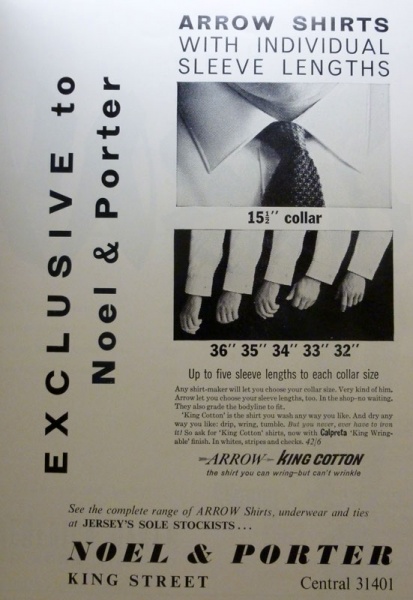 EXCLUSIVE to
Noel & Porter
ARROW SHIRTS
WITH INDIVIDUAL
SLEEVE LENGTHS
15½″ collar
36″ 35″ 34″ 33″ 32″
Up to five sleeve lengths to each collar size
Any shirt-maker will let you choose your collar size. Very kind of him.
Arrow let you choose your sleeve lengths, too. In the shop–no waiting.
They also grade the bodyline to fit.
'King Cotton' is the shirt you wash any way you like. And dry any
way you like: drip, wring, tumble. But you never, ever have to iron
it! So ask for 'King Cotton' shirts, now with Calpreta 'King Wring-
able' finish. In whites, stripes and checks. 42/6
ARROW KING COTTON
the shirt you can wring–but can't wrinkle
See the complete range of ARROW Shirts, underwear and ties
at JERSEY'S SOLE STOCKISTS . . .
NOEL & PORTER
KING STREET Central 31401